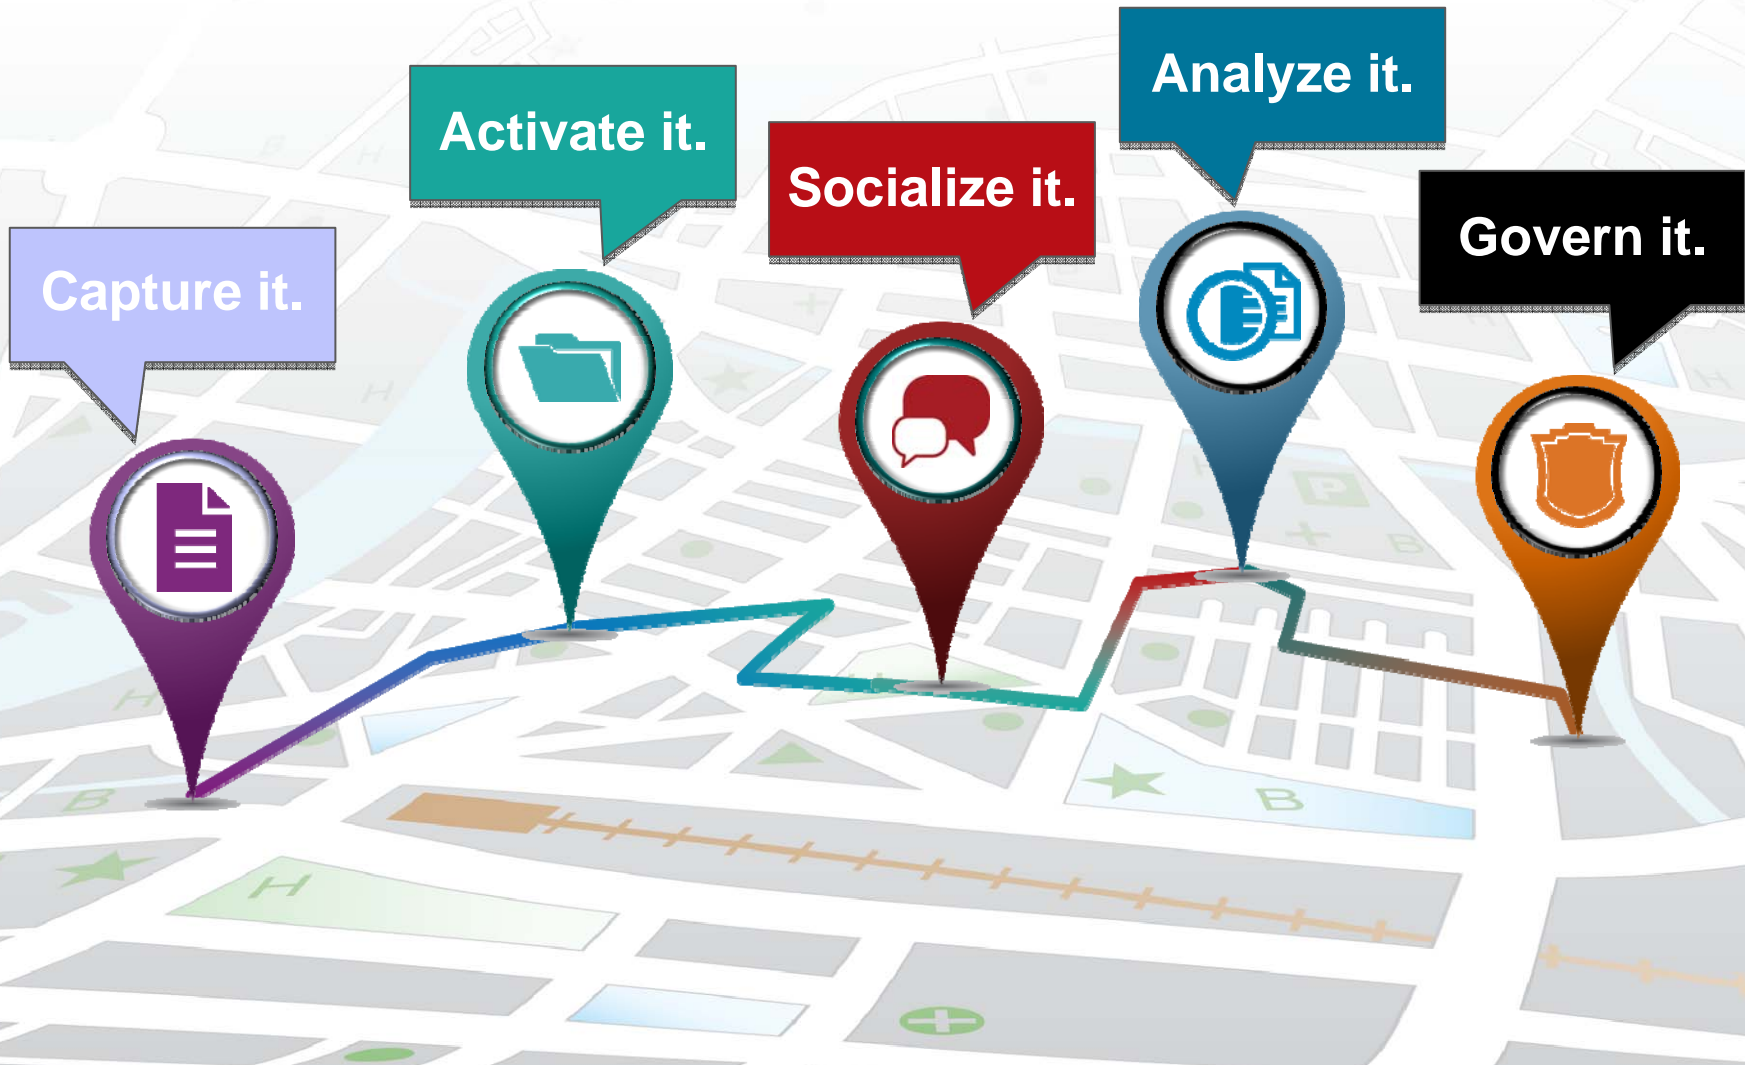 Capture it.
Activate it.
Socialize it.
Analyze it.
Govern it.
H
H
H
B
P
B
H
H
B
B
H